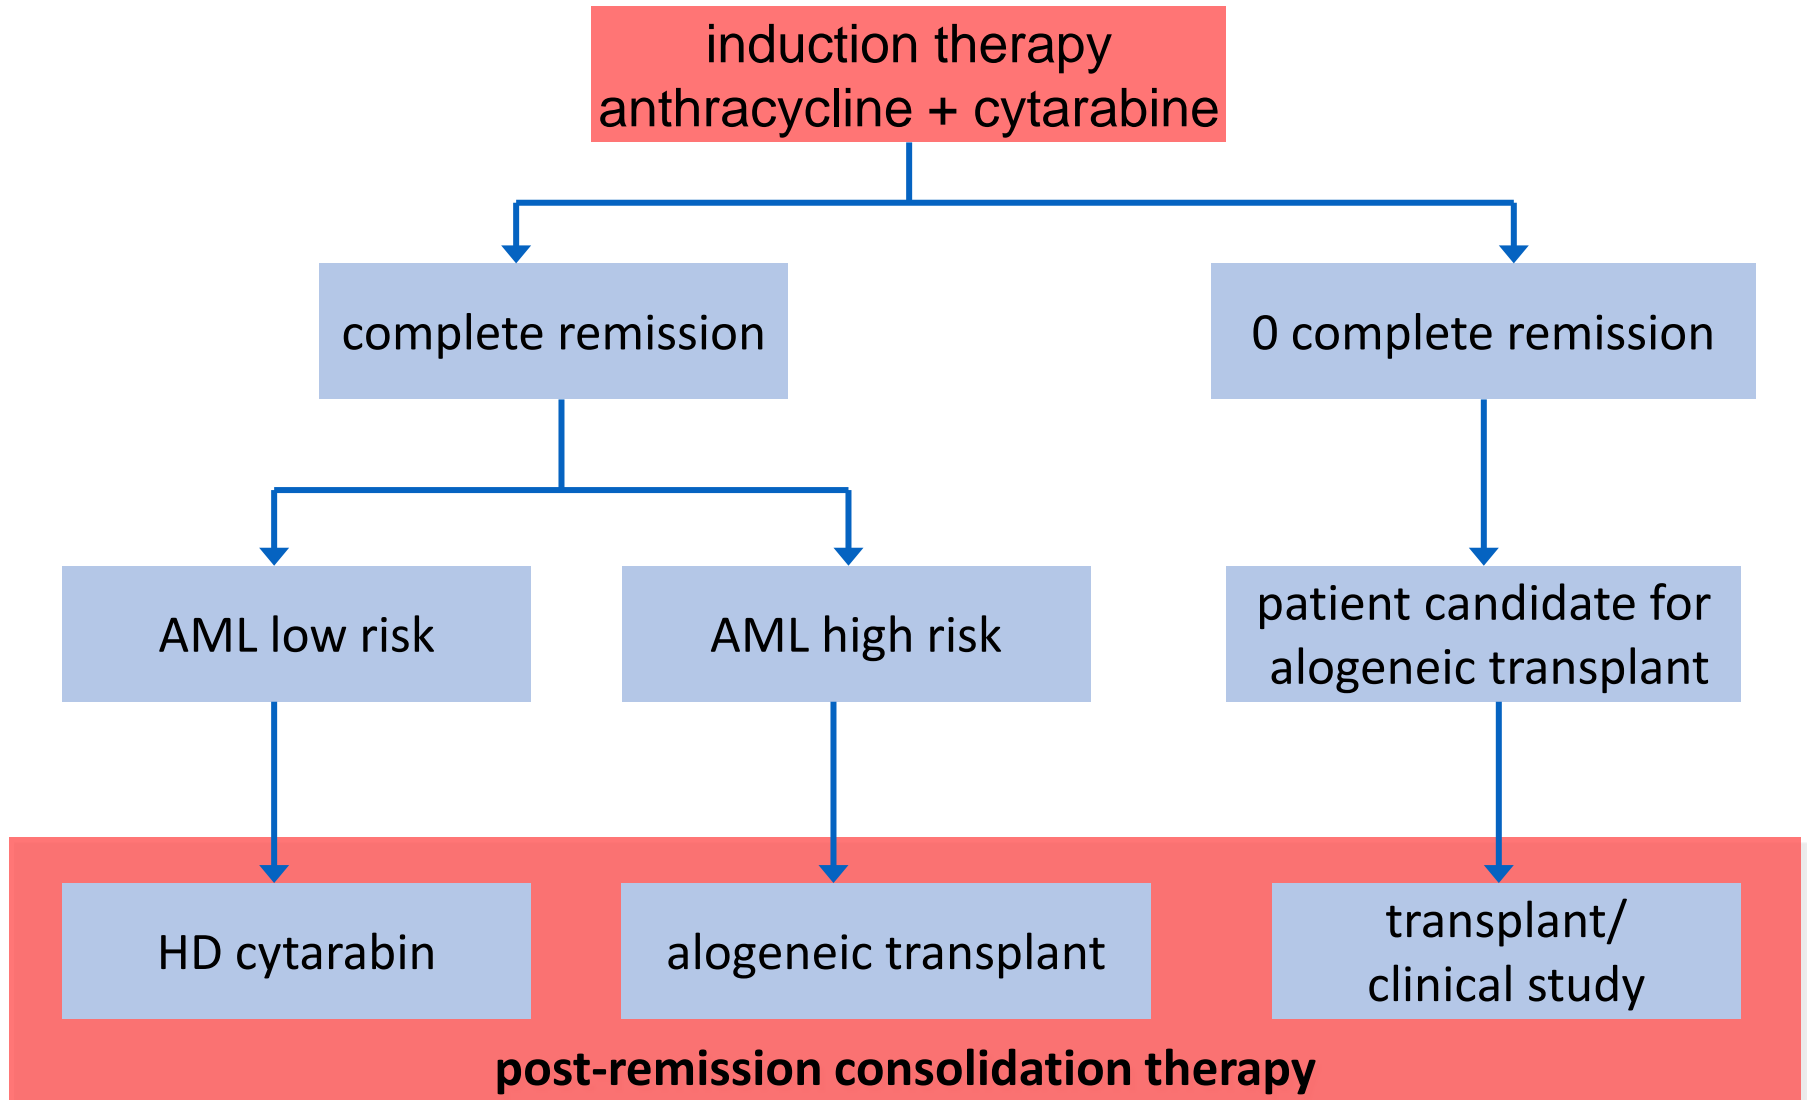 induction therapy
anthracycline + cytarabine
complete remission
0 complete remission
AML low risk
AML high risk
patient candidate for
alogeneic transplant
HD cytarabin
alogeneic transplant
transplant/
clinical study
post-remission consolidation therapy